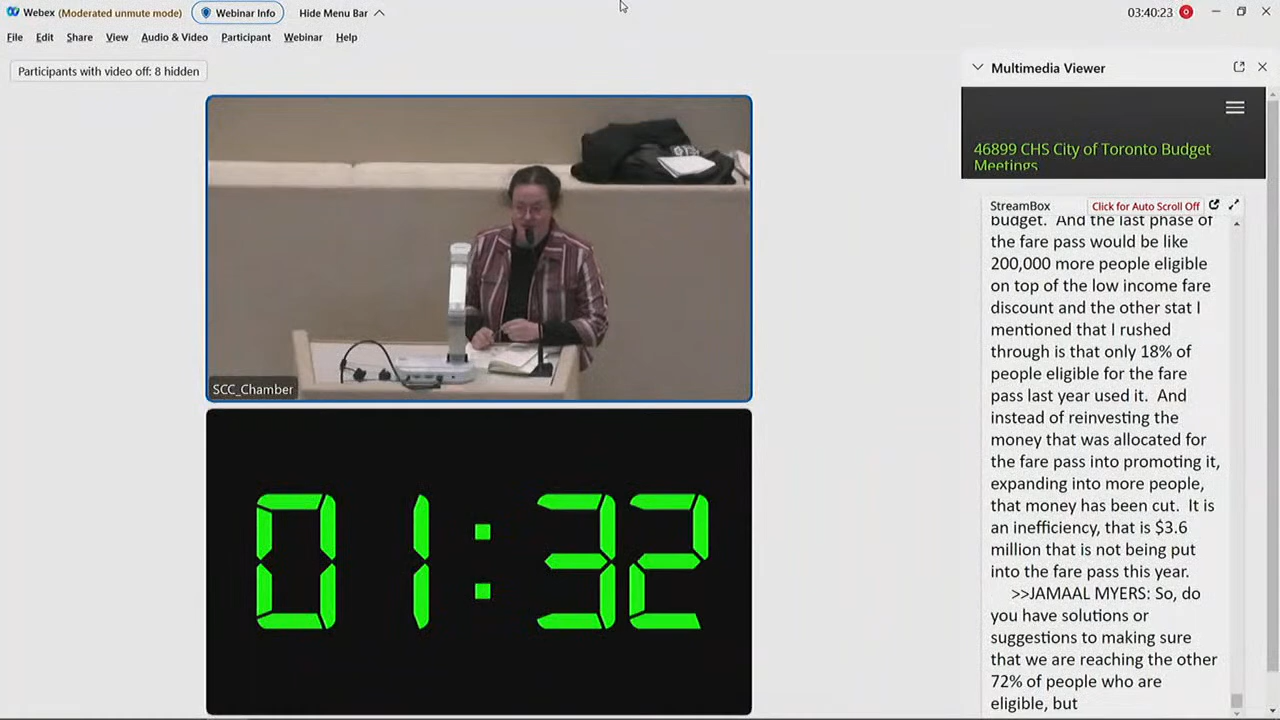 Webex (Moderated unmute mode) Webinar Info Hide Menu Bar 03:40:23
File Edit Share View Audio & Video Participant Webinar Help
Participants with video off: 8 hidden
SCC_Chamber
01:32
Multimedia Viewer
46899 CHS City of Toronto Budget
Meetings
StreamBox Click for Auto Scroll Off
budget. And the last phase of
the fare pass would be like
200,000 more people eligible
on top of the low income fare
discount and the other stat I
mentioned that I rushed
through is that only 18% of
people eligible for the fare
pass last year used it. And
instead of reinvesting the
money that was allocated for
the fare pass into promoting it,
expanding into more people,
that money has been cut. It is
an inefficiency, that is $3.6
million that is not being put
into the fare pass this year.
>>JAMAAL MYERS: So, do
you have solutions or
suggestions to making sure
that we are reaching the other
72% of people who are
eligible, but